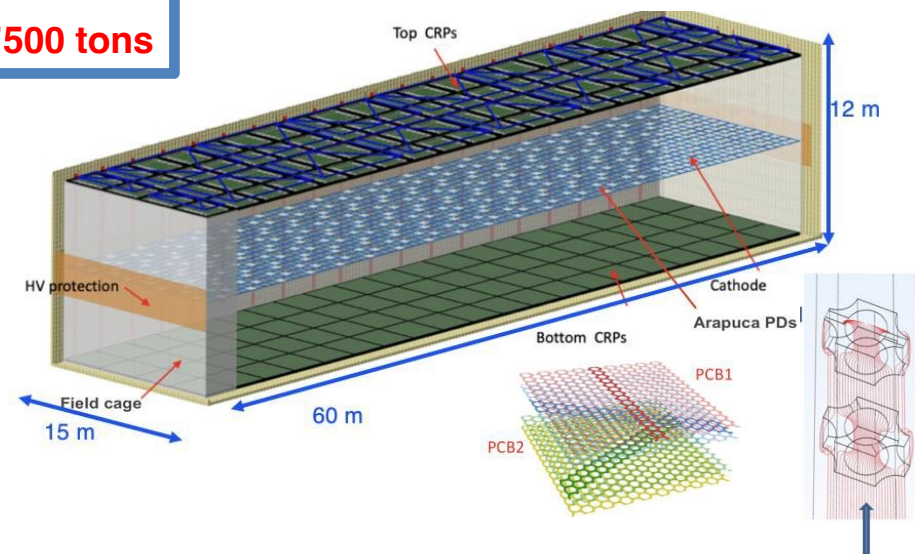 500 tons
Top CRPs
12 m
HV protection
Cathode
Arapuca PDs
Bottom CRPs
Field cage
60 m
15 m
PCB1
PCB2